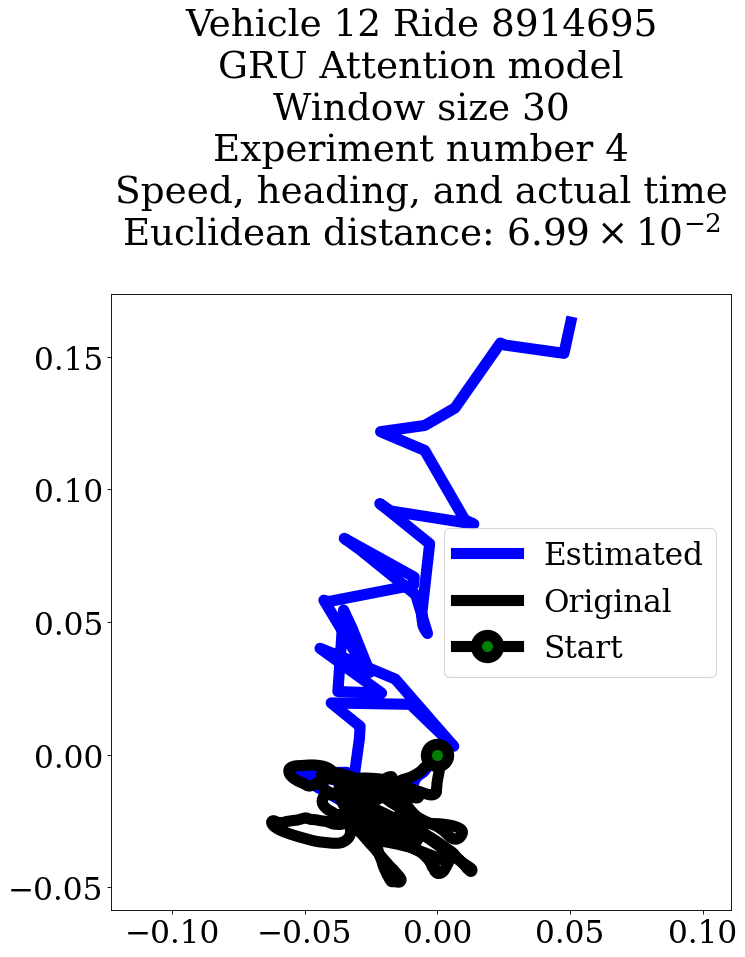 Vehicle 12 Ride 8914695
GRU Attention model
Window size 30
Experiment number 4
Speed, heading, and actual time
Euclidean distance: 6.99 × 10⁻²
0.15
0.10
0.05
0.00
−0.05
Estimated
Original
Start
−0.10
−0.05
0.00
0.05
0.10